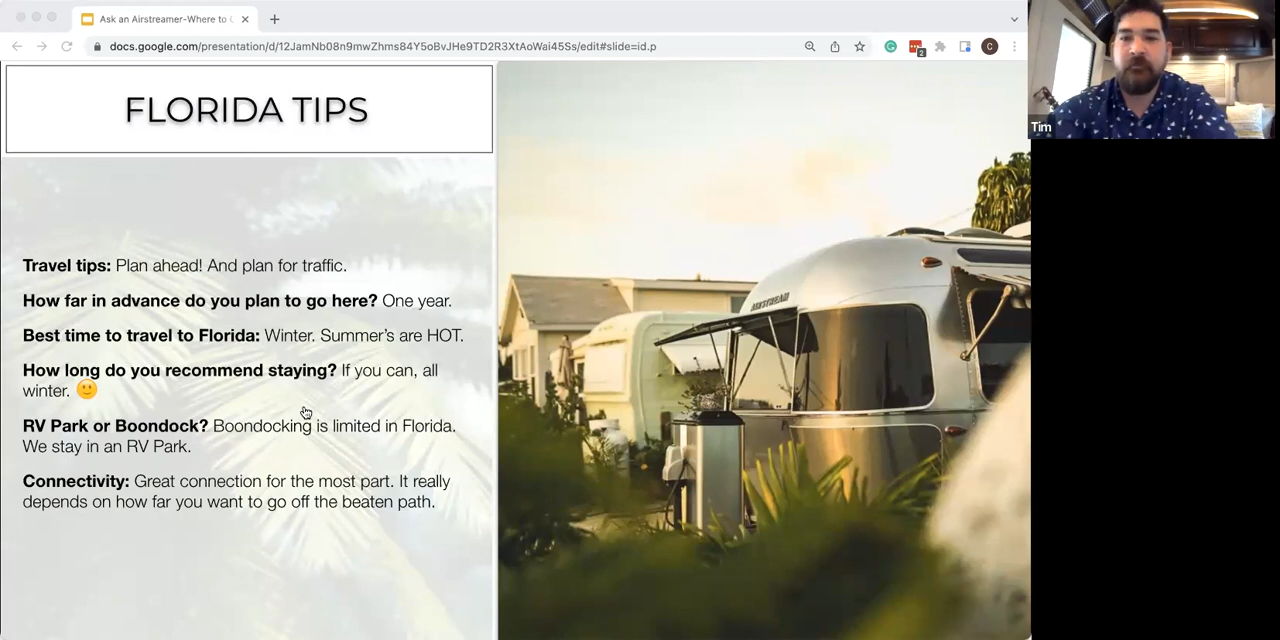 Ask an Airstreamer-Where to
docs.google.com/presentation/d/12JamNb08n9mwZhms84Y5oBvJHe9TD2R3XtAoWai45Ss/edit#slide=id.p
2
C
Tim
FLORIDA TIPS
Travel tips: Plan ahead! And plan for traffic.
How far in advance do you plan to go here? One year.
Best time to travel to Florida: Winter. Summer's are HOT.
How long do you recommend staying? If you can, all
winter. 🙂
RV Park or Boondock? Boondocking is limited in Florida.
We stay in an RV Park.
Connectivity: Great connection for the most part. It really
depends on how far you want to go off the beaten path.
AIRSTREAM